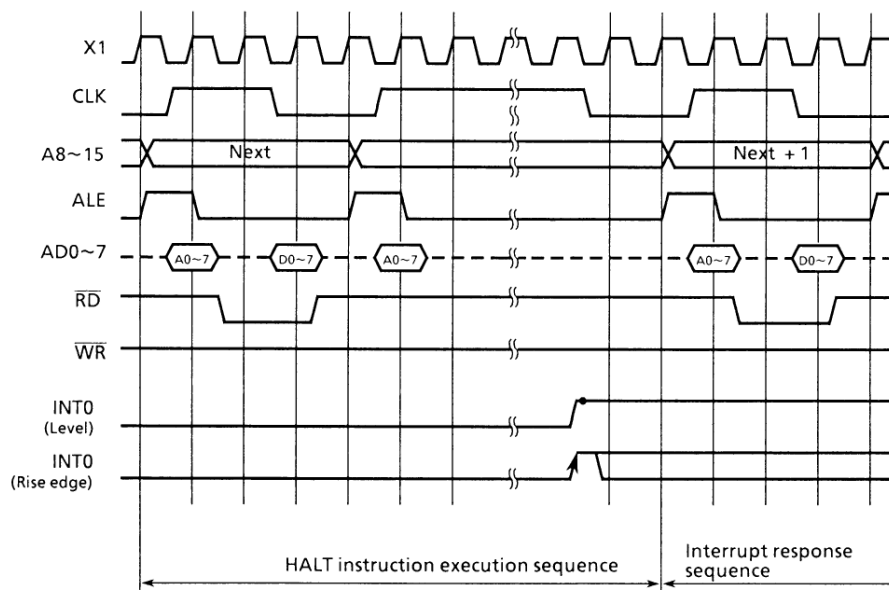 X1
CLK
A8~15
Next
Next + 1
ALE
AD0~7
A0~7
D0~7
A0~7
A0~7
D0~7
RD
WR
INT0
(Level)
INT0
(Rise edge)
HALT instruction execution sequence
Interrupt response
sequence